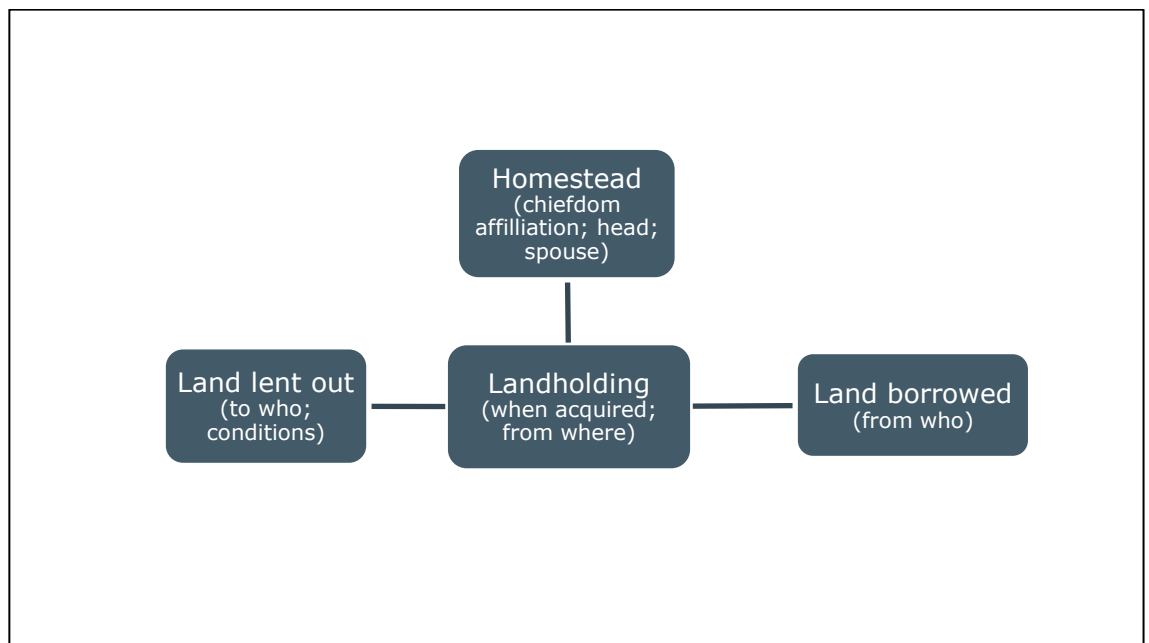 Homestead
(chiefdom
affilliation; head;
spouse)
Land lent out
(to who;
conditions)
Landholding
(when acquired;
from where)
Land borrowed
(from who)